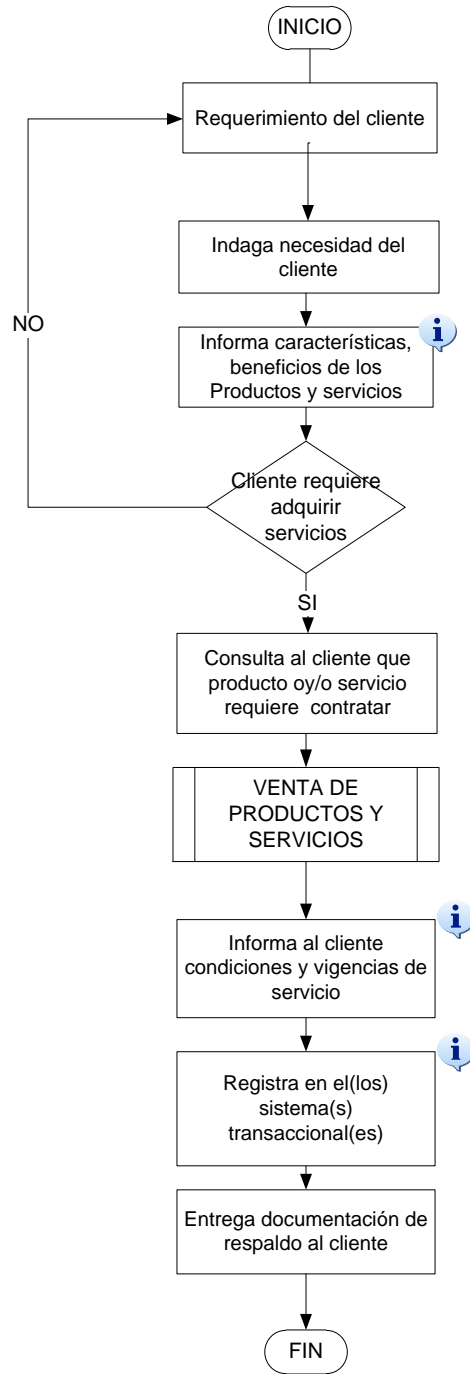 INICIO
Requerimiento del cliente
Indaga necesidad del
cliente
NO
i
Informa características,
beneficios de los
Productos y servicios
Cliente requiere
adquirir
servicios
SI
Consulta al cliente que
producto oy/o servicio
requiere contratar
VENTA DE
PRODUCTOS Y
SERVICIOS
i
Informa al cliente
condiciones y vigencias de
servicio
i
Registra en el(los)
sistema(s)
transaccional(es)
Entrega documentación de
respaldo al cliente
FIN